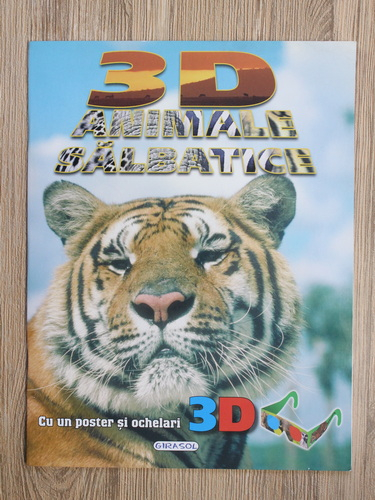 3D
ANIMALE
SĂLBATICE
Cu un poster și ochelari 3D
GIRASOL